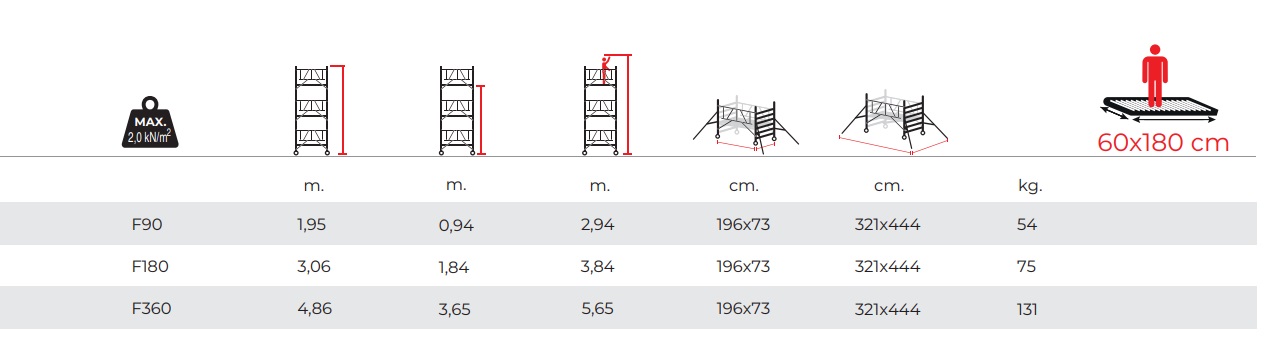 MAX.
2,0 kN/m²
60x180 cm
m. m. m. cm. cm. kg.
F90 1,95 0,94 2,94 196x73 321x444 54
F180 3,06 1,84 3,84 196x73 321x444 75
F360 4,86 3,65 5,65 196x73 321x444 131